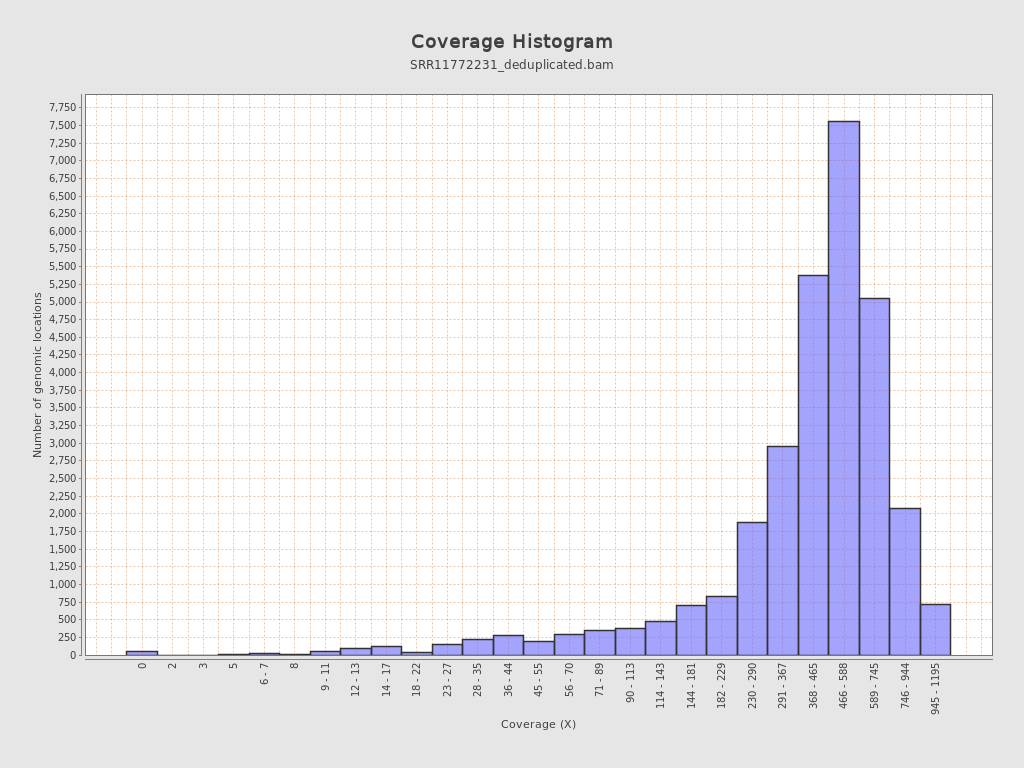 Coverage Histogram
SRR11772231_deduplicated.bam
Number of genomic locations
7,750
7,500
7,250
7,000
6,750
6,500
6,250
6,000
5,750
5,500
5,250
5,000
4,750
4,500
4,250
4,000
3,750
3,500
3,250
3,000
2,750
2,500
2,250
2,000
1,750
1,500
1,250
1,000
750
500
250
0
0
2
3
5
6 - 7
8
9 - 11
12 - 13
14 - 17
18 - 22
23 - 27
28 - 35
36 - 44
45 - 55
56 - 70
71 - 89
90 - 113
114 - 143
144 - 181
182 - 229
230 - 290
291 - 367
368 - 465
466 - 588
589 - 745
746 - 944
945 - 1195
Coverage (X)